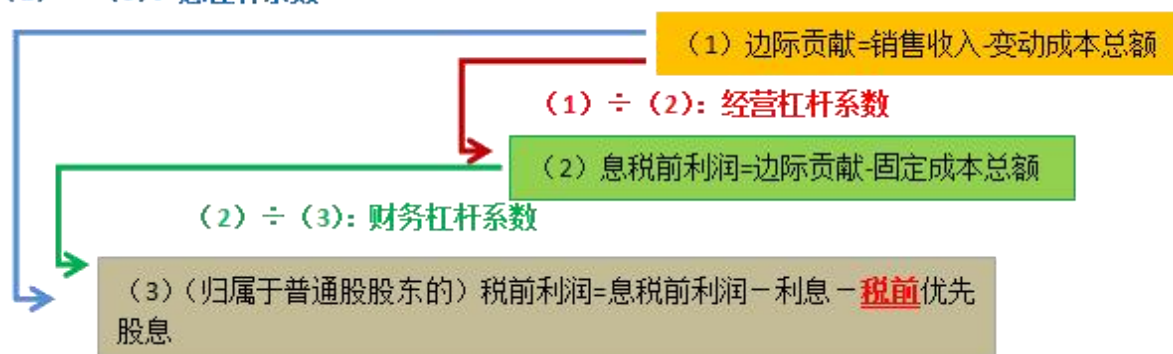 (1)边际贡献=销售收入-变动成本总额
(1)÷(2)：经营杠杆系数
(2)息税前利润=边际贡献-固定成本总额
(2)÷(3)：财务杠杆系数
(3)(归属于普通股股东的)税前利润=息税前利润－利息－税前优先
股息